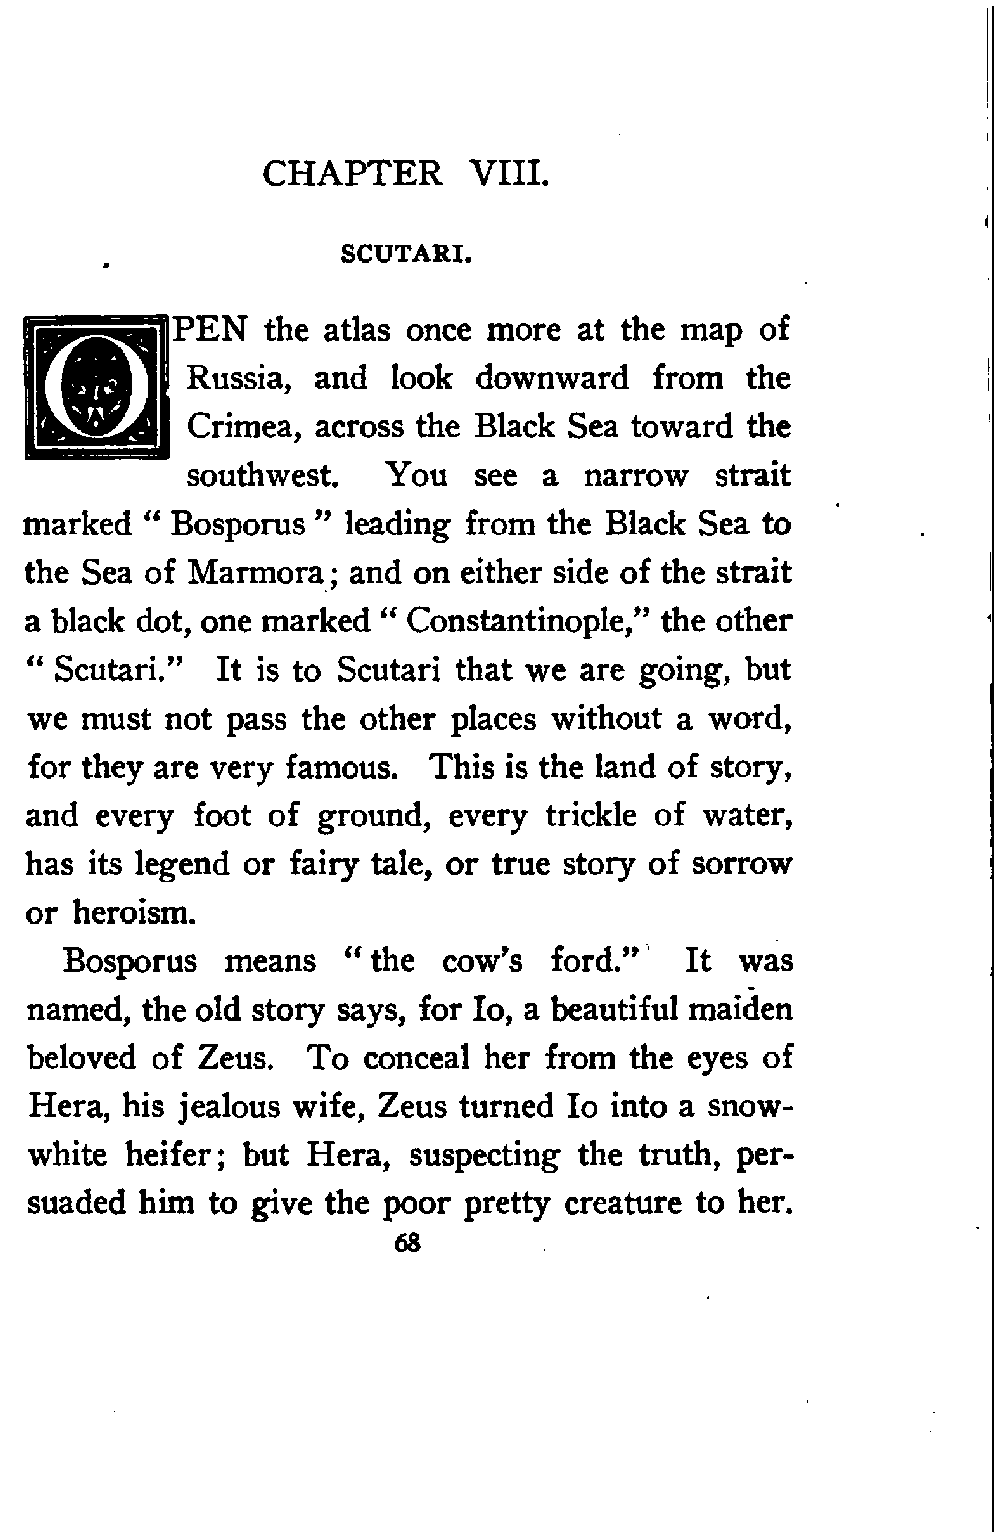 CHAPTER VIII.
SCUTARI.
OPEN the atlas once more at the map of
Russia, and look downward from the
Crimea, across the Black Sea toward the
southwest. You see a narrow strait
marked “ Bosporus ” leading from the Black Sea to
the Sea of Marmora; and on either side of the strait
a black dot, one marked “ Constantinople,” the other
“ Scutari.” It is to Scutari that we are going, but
we must not pass the other places without a word,
for they are very famous. This is the land of story,
and every foot of ground, every trickle of water,
has its legend or fairy tale, or true story of sorrow
or heroism.
Bosporus means “ the cow’s ford.” It was
named, the old story says, for Io, a beautiful maiden
beloved of Zeus. To conceal her from the eyes of
Hera, his jealous wife, Zeus turned Io into a snow-
white heifer; but Hera, suspecting the truth, per-
suaded him to give the poor pretty creature to her.
68